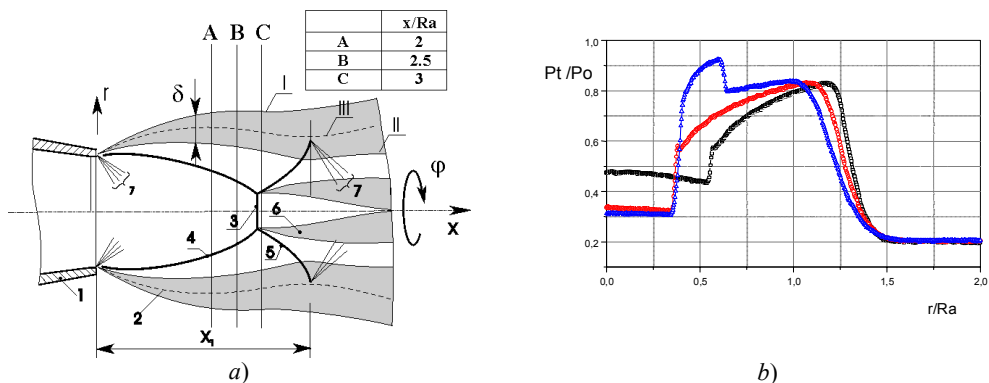 A B C
x/Ra
A 2
B 2.5
C 3
r
δ
I
III
II
7
3
6
7
φ
X
4
5
1
2
X₁
a)
Pt /Po
1,0
0,8
0,6
0,4
0,2
0,0 0,5 1,0 1,5 2,0
r/Ra
b)